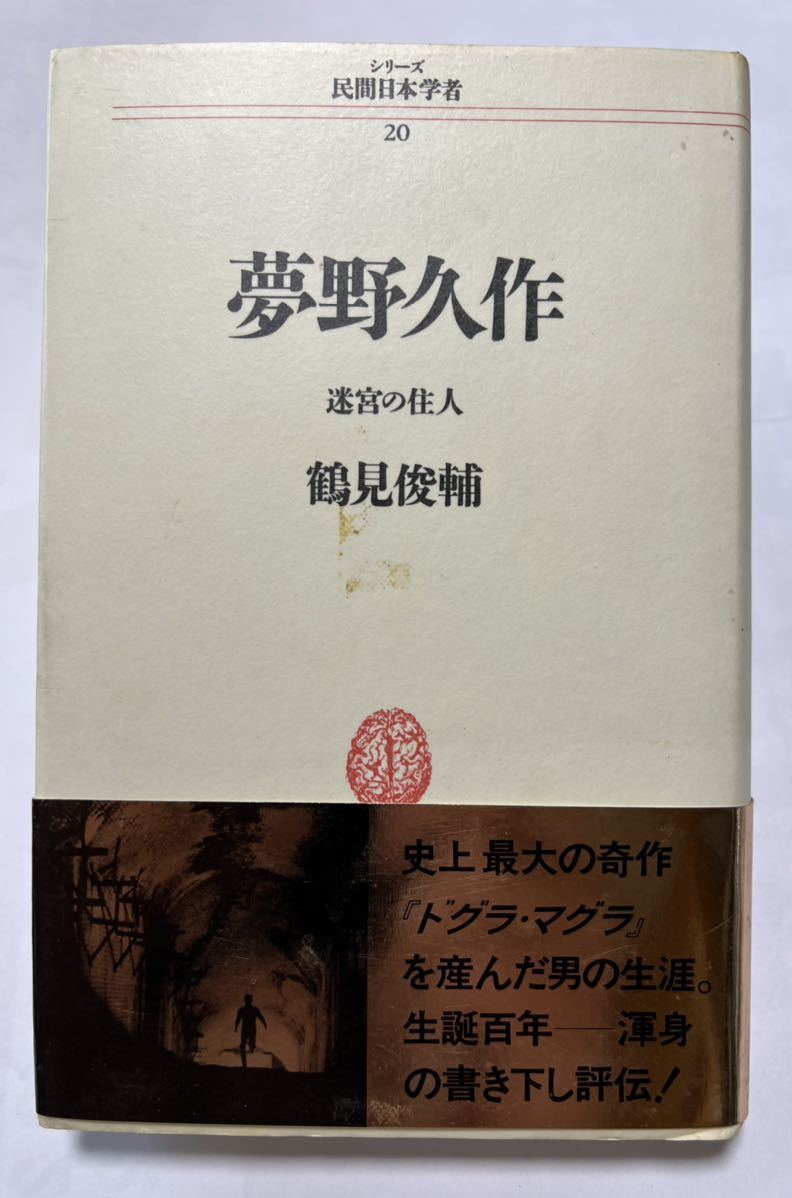 シリーズ
民間日本学者
20
夢野久作
迷宮の住人
鶴見俊輔
史上最大の奇作
『ドグラ・マグラ』
を産んだ男の生涯。
生誕百年──渾身
の書き下し評伝!